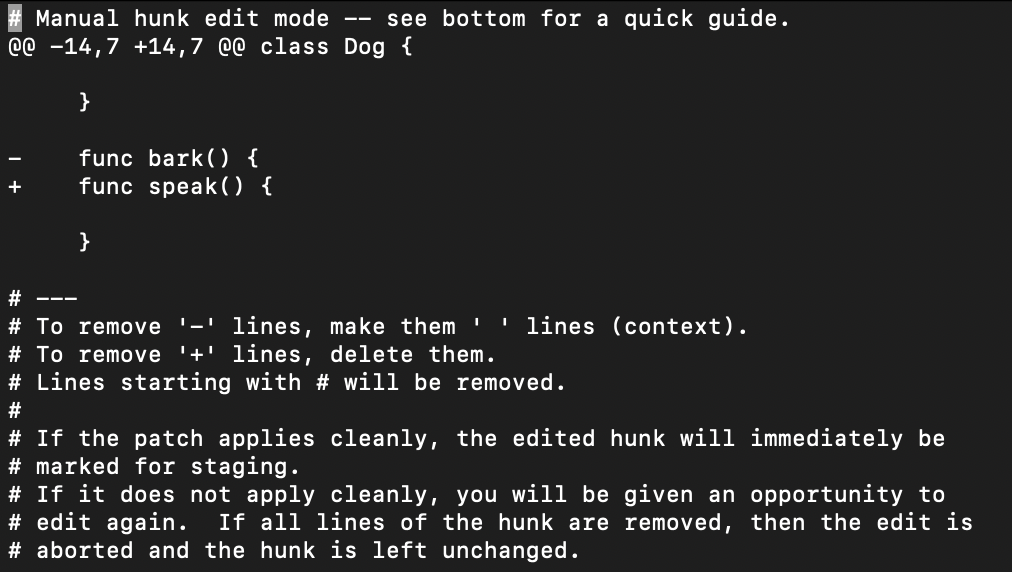 # Manual hunk edit mode -- see bottom for a quick guide.
@@ -14,7 +14,7 @@ class Dog {

     }

-    func bark() {
+    func speak() {

     }

# ---
# To remove '-' lines, make them ' ' lines (context).
# To remove '+' lines, delete them.
# Lines starting with # will be removed.
#
# If the patch applies cleanly, the edited hunk will immediately be
# marked for staging.
# If it does not apply cleanly, you will be given an opportunity to
# edit again.  If all lines of the hunk are removed, then the edit is
# aborted and the hunk is left unchanged.